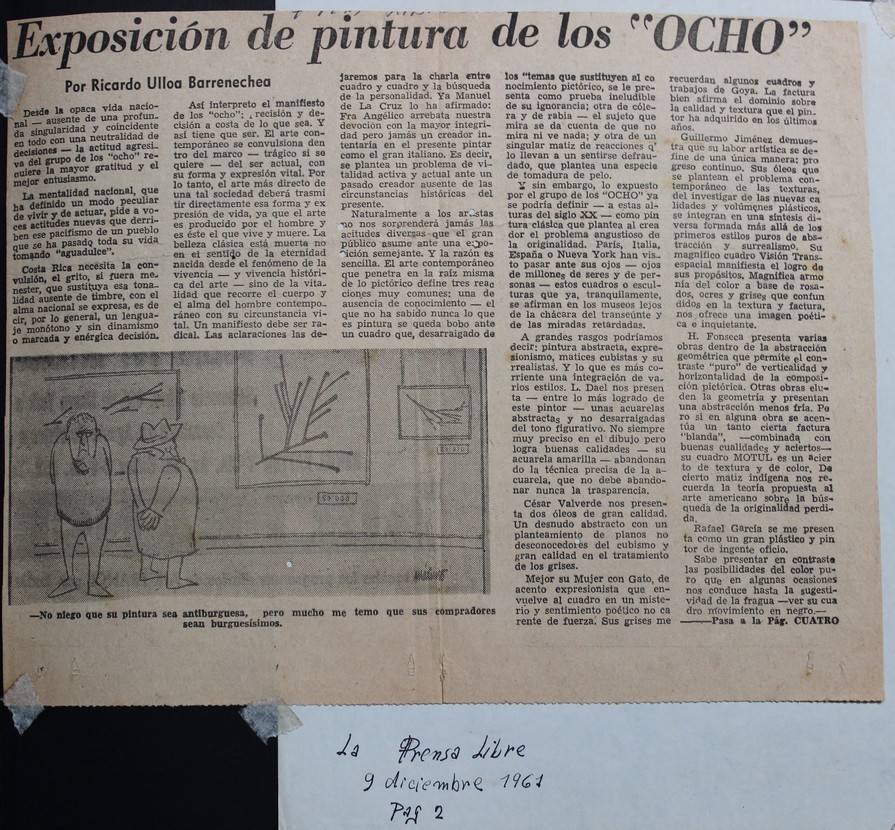 Exposición de pintura de los "OCHO"
Por Ricardo Ulloa Barrenechea
Desde la opaca vida nacio-
nal — ausente de una profun-
da singularidad y coincidente
en todo con una neutralidad de
decisiones — la actitud agresi-
va del grupo de los "ocho" re-
quiere la mayor gratitud y el
mejor entusiasmo.
La mentalidad nacional, que
ha definido un modo peculiar
de vivir y de actuar, pide a vo-
ces actitudes nuevas que derri-
ben ese pacifismo de un pueblo
que se ha pasado toda su vida
tomando "aguadulce".
Costa Rica necesita la con-
vulsión, el grito, si fuera me-
nester, que sustituya esa tona-
lidad ausente de timbre, con el
alma nacional se expresa, es de
cir, por lo general, un lengua-
je monótono y sin dinamismo
o marcada y enérgica decisión.
Así interpreto el manifiesto
de los "ocho"; recisión y de-
cisión a costa de lo que sea. Y
así tiene que ser. El arte con-
temporáneo se convulsiona den
tro del marco — trágico si se
quiere — del ser actual, con
su forma y expresión vital. Por
lo tanto, el arte más directo de
una tal sociedad deberá trasmi
tir directamente esa forma y ex
presión de vida, ya que el arte
es producido por el hombre y
es éste el que vive y muere. La
belleza clásica está muerta no
en el sentido de la eternidad
nacida desde el fenómeno de la
vivencia — y vivencia históri-
ca del arte — sino de la vita-
lidad que recorre el cuerpo y
el alma del hombre contempo-
ráneo con su circunstancia vi-
tal. Un manifiesto debe ser ra-
dical. Las aclaraciones las de-
jaremos para la charla entre
cuadro y cuadro y la búsqueda
de la personalidad. Ya Manuel
de La Cruz lo ha afirmado:
Fra Angélico arrebata nuestra
devoción con la mayor integri-
dad pero jamás un creador in-
tentaría en el presente pintar
como el gran italiano. Es decir,
se plantea un problema de vi-
talidad activa y actual ante un
pasado creador ausente de las
circunstancias históricas del
presente.
Naturalmente a los artistas
no nos sorprenderá jamás las
actitudes diversas que el gran
público asume ante una expo-
sición semejante. Y la razón es
sencilla. El arte contemporáneo
que penetra en la raíz misma
de lo pictórico define tres reac
ciones muy comunes; una de
ausencia de conocimiento — el
que no ha sabido nunca lo que
es pintura se queda bobo ante
un cuadro que, desarraigado de
los "temas que sustituyen al co
nocimiento pictórico, se le pre-
senta como prueba ineludible
de su ignorancia; otra de cóle-
ra y de rabia — el sujeto que
mira se da cuenta de que no
mira ni ve nada; y otra de un
singular matiz de reacciones q'
lo llevan a un sentirse defrau-
dado, que plantea una especie
de tomadura de pelo.
Y sin embargo, lo expuesto
por el grupo de los "OCHO" ya
se podría definir — a estas al-
turas del siglo XX — como pin
tura clásica que plantea al crea
dor el problema angustioso de
la originalidad. París, Italia,
España o Nueva York han vis-
to pasar ante sus ojos — ojos
de millones de seres y de per-
sonas — estos cuadros o escul-
turas que ya, tranquilamente,
se afirman en los museos lejos
de la cháchara del transeúnte y
de las miradas retardadas.
A grandes rasgos podríamos
decir; pintura abstracta, expre-
sionismo, matices cubistas y su
rrealistas. Y lo que es más co-
rriente una integración de va-
rios estilos. L. Dael nos presen
ta — entre lo más logrado de
este pintor — unas acuarelas
abstractas y no desarraigadas
del tono figurativo. No siempre
muy preciso en el dibujo pero
logra buenas calidades — su
acuarela amarilla — abandonan
do la técnica precisa de la a-
cuarela, que no debe abando-
nar nunca la trasparencia.
César Valverde nos presen-
ta dos óleos de gran calidad.
Un desnudo abstracto con un
planteamiento de planos no
desconocedores del cubismo y
gran calidad en el tratamiento
de los grises.
Mejor su Mujer con Gato, de
acento expresionista que en-
vuelve al cuadro en un miste-
rio y sentimiento poético no ca
rente de fuerza. Sus grises me
recuerdan algunos cuadros y
trabajos de Goya. La factura
bien afirma el dominio sobre
la calidad y textura que el pin-
tor ha adquirido en los últimos
años.
Guillermo Jiménez demues-
tra que su labor artística se de-
fine de una única manera: pro
greso continuo. Sus óleos que
se plantean el problema con-
temporáneo de las texturas,
del investigar de las nuevas ca
lidades y volúmenes plásticos,
se integran en una síntesis di-
versa formada más allá de los
primeros estilos puros de abs-
tracción y surrealismo. Su
magnífico cuadro Visión Trans-
espacial manifiesta el logro de
sus propósitos. Magnífica armo
nía del color a base de rosa-
dos, ocres y grises que confun
didos en la textura y factura,
nos ofrece una imagen poéti-
ca e inquietante.
H. Fonseca presenta varias
obras dentro de la abstracción
geométrica que permite el con-
traste "puro" de verticalidad y
horizontalidad de la composi-
ción pictórica. Otras obras elu-
den la geometría y presentan
una abstracción menos fría. Pe
ro si en alguna obra se acen-
túa un tanto cierta factura
"blanda", —combinada con
buenas cualidades y aciertos—
su cuadro MOTUL es un acier
to de textura y de color. De
cierto matiz indígena nos re-
cuerda la teoría propuesta al
arte americano sobre la bús-
queda de la originalidad perdi-
da.
Rafael García se me presen
ta como un gran plástico y pin
tor de ingente oficio.
Sabe presentar en contraste
las posibilidades del color pu-
ro que en algunas ocasiones
nos conduce hasta la sugesti-
vidad de la fragua —ver su cua
dro movimiento en negro.—
——Pasa a la Pág. CUATRO
$9.000
—No niego que su pintura sea antiburguesa, pero mucho me temo que sus compradores
sean burguesísimos.
La Prensa Libre
9 diciembre 1961
Pag 2